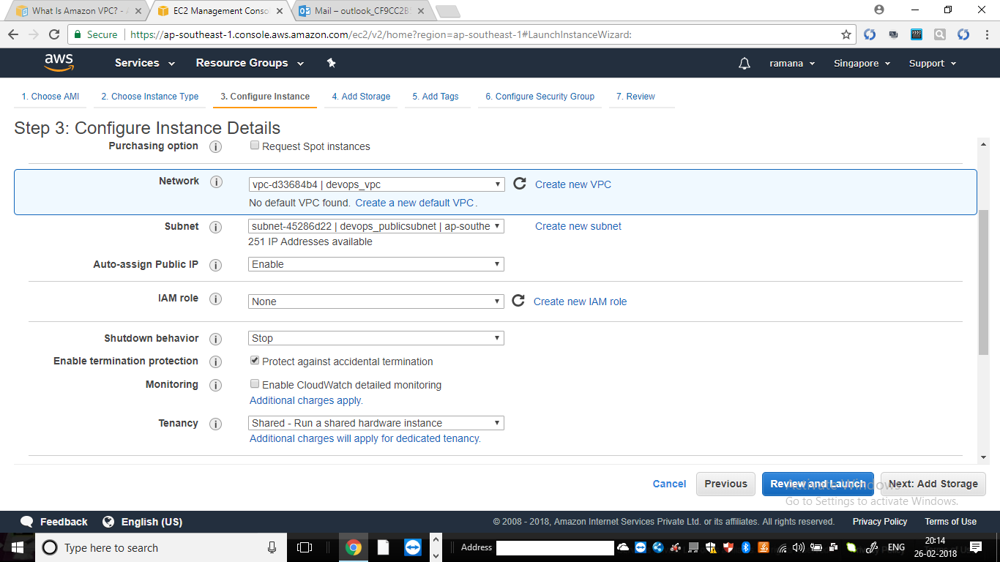 What Is Amazon VPC? -
EC2 Management Conso
Mail – outlook_CF9CC2B
Secure
https://ap-southeast-1.console.aws.amazon.com/ec2/v2/home?region=ap-southeast-1#LaunchInstanceWizard:
aws
Services
Resource Groups
ramana
Singapore
Support
1. Choose AMI
2. Choose Instance Type
3. Configure Instance
4. Add Storage
5. Add Tags
6. Configure Security Group
7. Review
Step 3: Configure Instance Details
Purchasing option
Request Spot instances
Network
vpc-d33684b4 | devops_vpc
Create new VPC
No default VPC found. Create a new default VPC.
Subnet
subnet-45286d22 | devops_publicsubnet | ap-southe
Create new subnet
251 IP Addresses available
Auto-assign Public IP
Enable
IAM role
None
Create new IAM role
Shutdown behavior
Stop
Enable termination protection
Protect against accidental termination
Monitoring
Enable CloudWatch detailed monitoring
Additional charges apply.
Tenancy
Shared - Run a shared hardware instance
Additional charges will apply for dedicated tenancy.
Cancel
Previous
Review and Launch
Next: Add Storage
Activate Windows
Go to Settings to activate Windows.
Feedback
English (US)
© 2008 - 2018, Amazon Internet Services Private Ltd. or its affiliates. All rights reserved.
Privacy Policy
Terms of Use
Type here to search
Address
ENG
20:14
26-02-2018